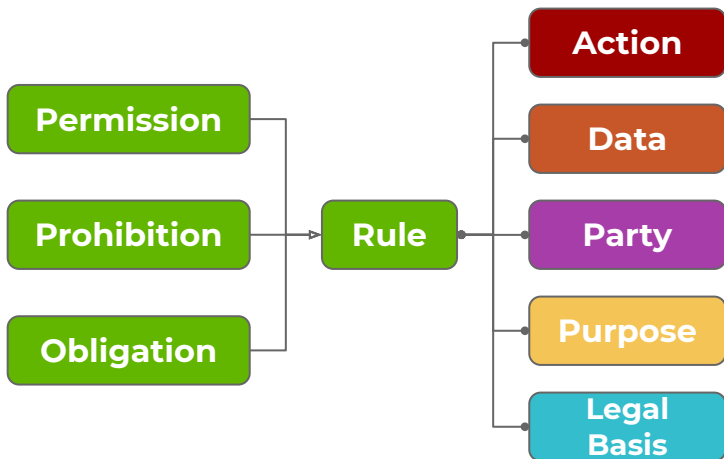 Permission
Prohibition
Obligation
Rule
Action
Data
Party
Purpose
Legal
Basis